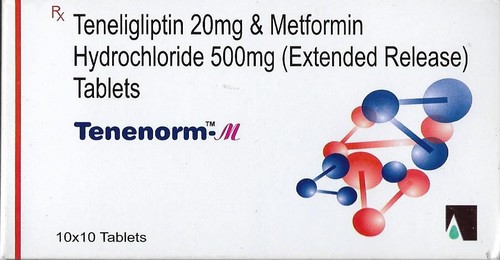 Rx Teneligliptin 20mg & Metformin
Hydrochloride 500mg (Extended Release)
Tablets
Tenenorm™-M
10x10 Tablets